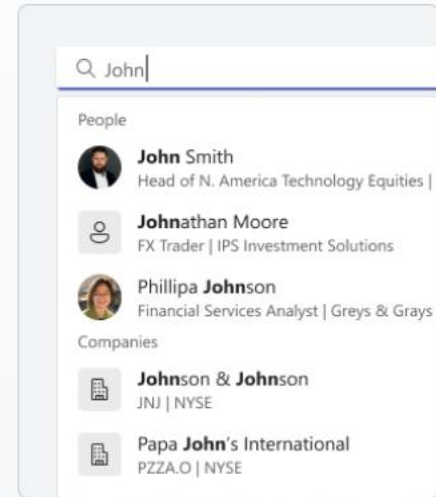 John
People
John Smith
Head of N. America Technology Equities |
Johnathan Moore
FX Trader | IPS Investment Solutions
Phillipa Johnson
Financial Services Analyst | Greys & Grays
Companies
Johnson & Johnson
JNJ | NYSE
Papa John's International
PZZA.O | NYSE